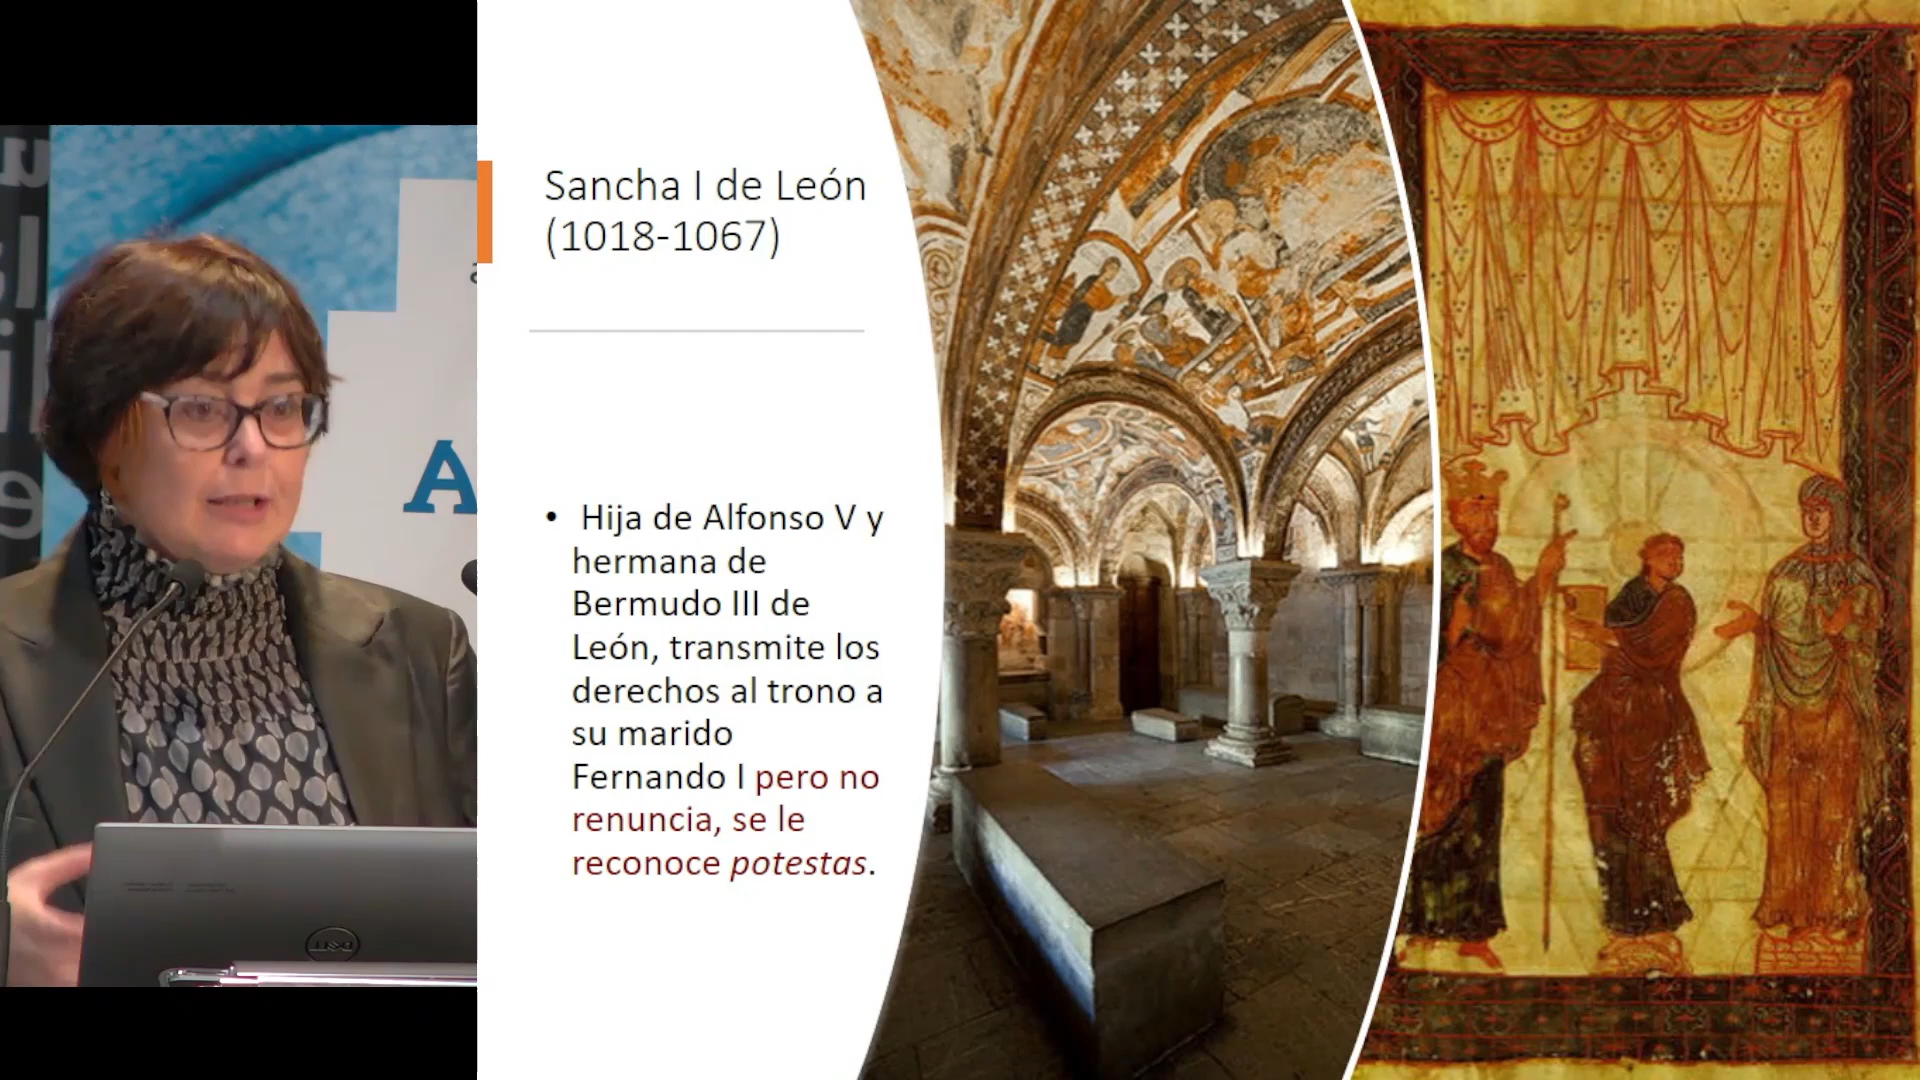 Sancha I de León
(1018-1067)
• Hija de Alfonso V y
hermana de
Bermudo III de
León, transmite los
derechos al trono a
su marido
Fernando I pero no
renuncia, se le
reconoce potestas.
A
DELL